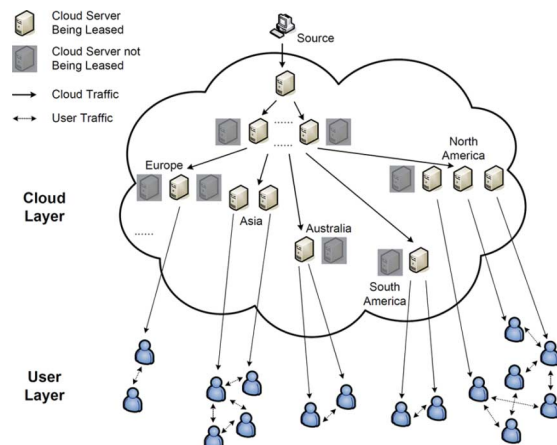 Cloud Server
Being Leased
Cloud Server not
Being Leased
Cloud Traffic
User Traffic
Source
......
......
North
America
Europe
Cloud
Layer
Asia
Australia
......
South
America
User
Layer